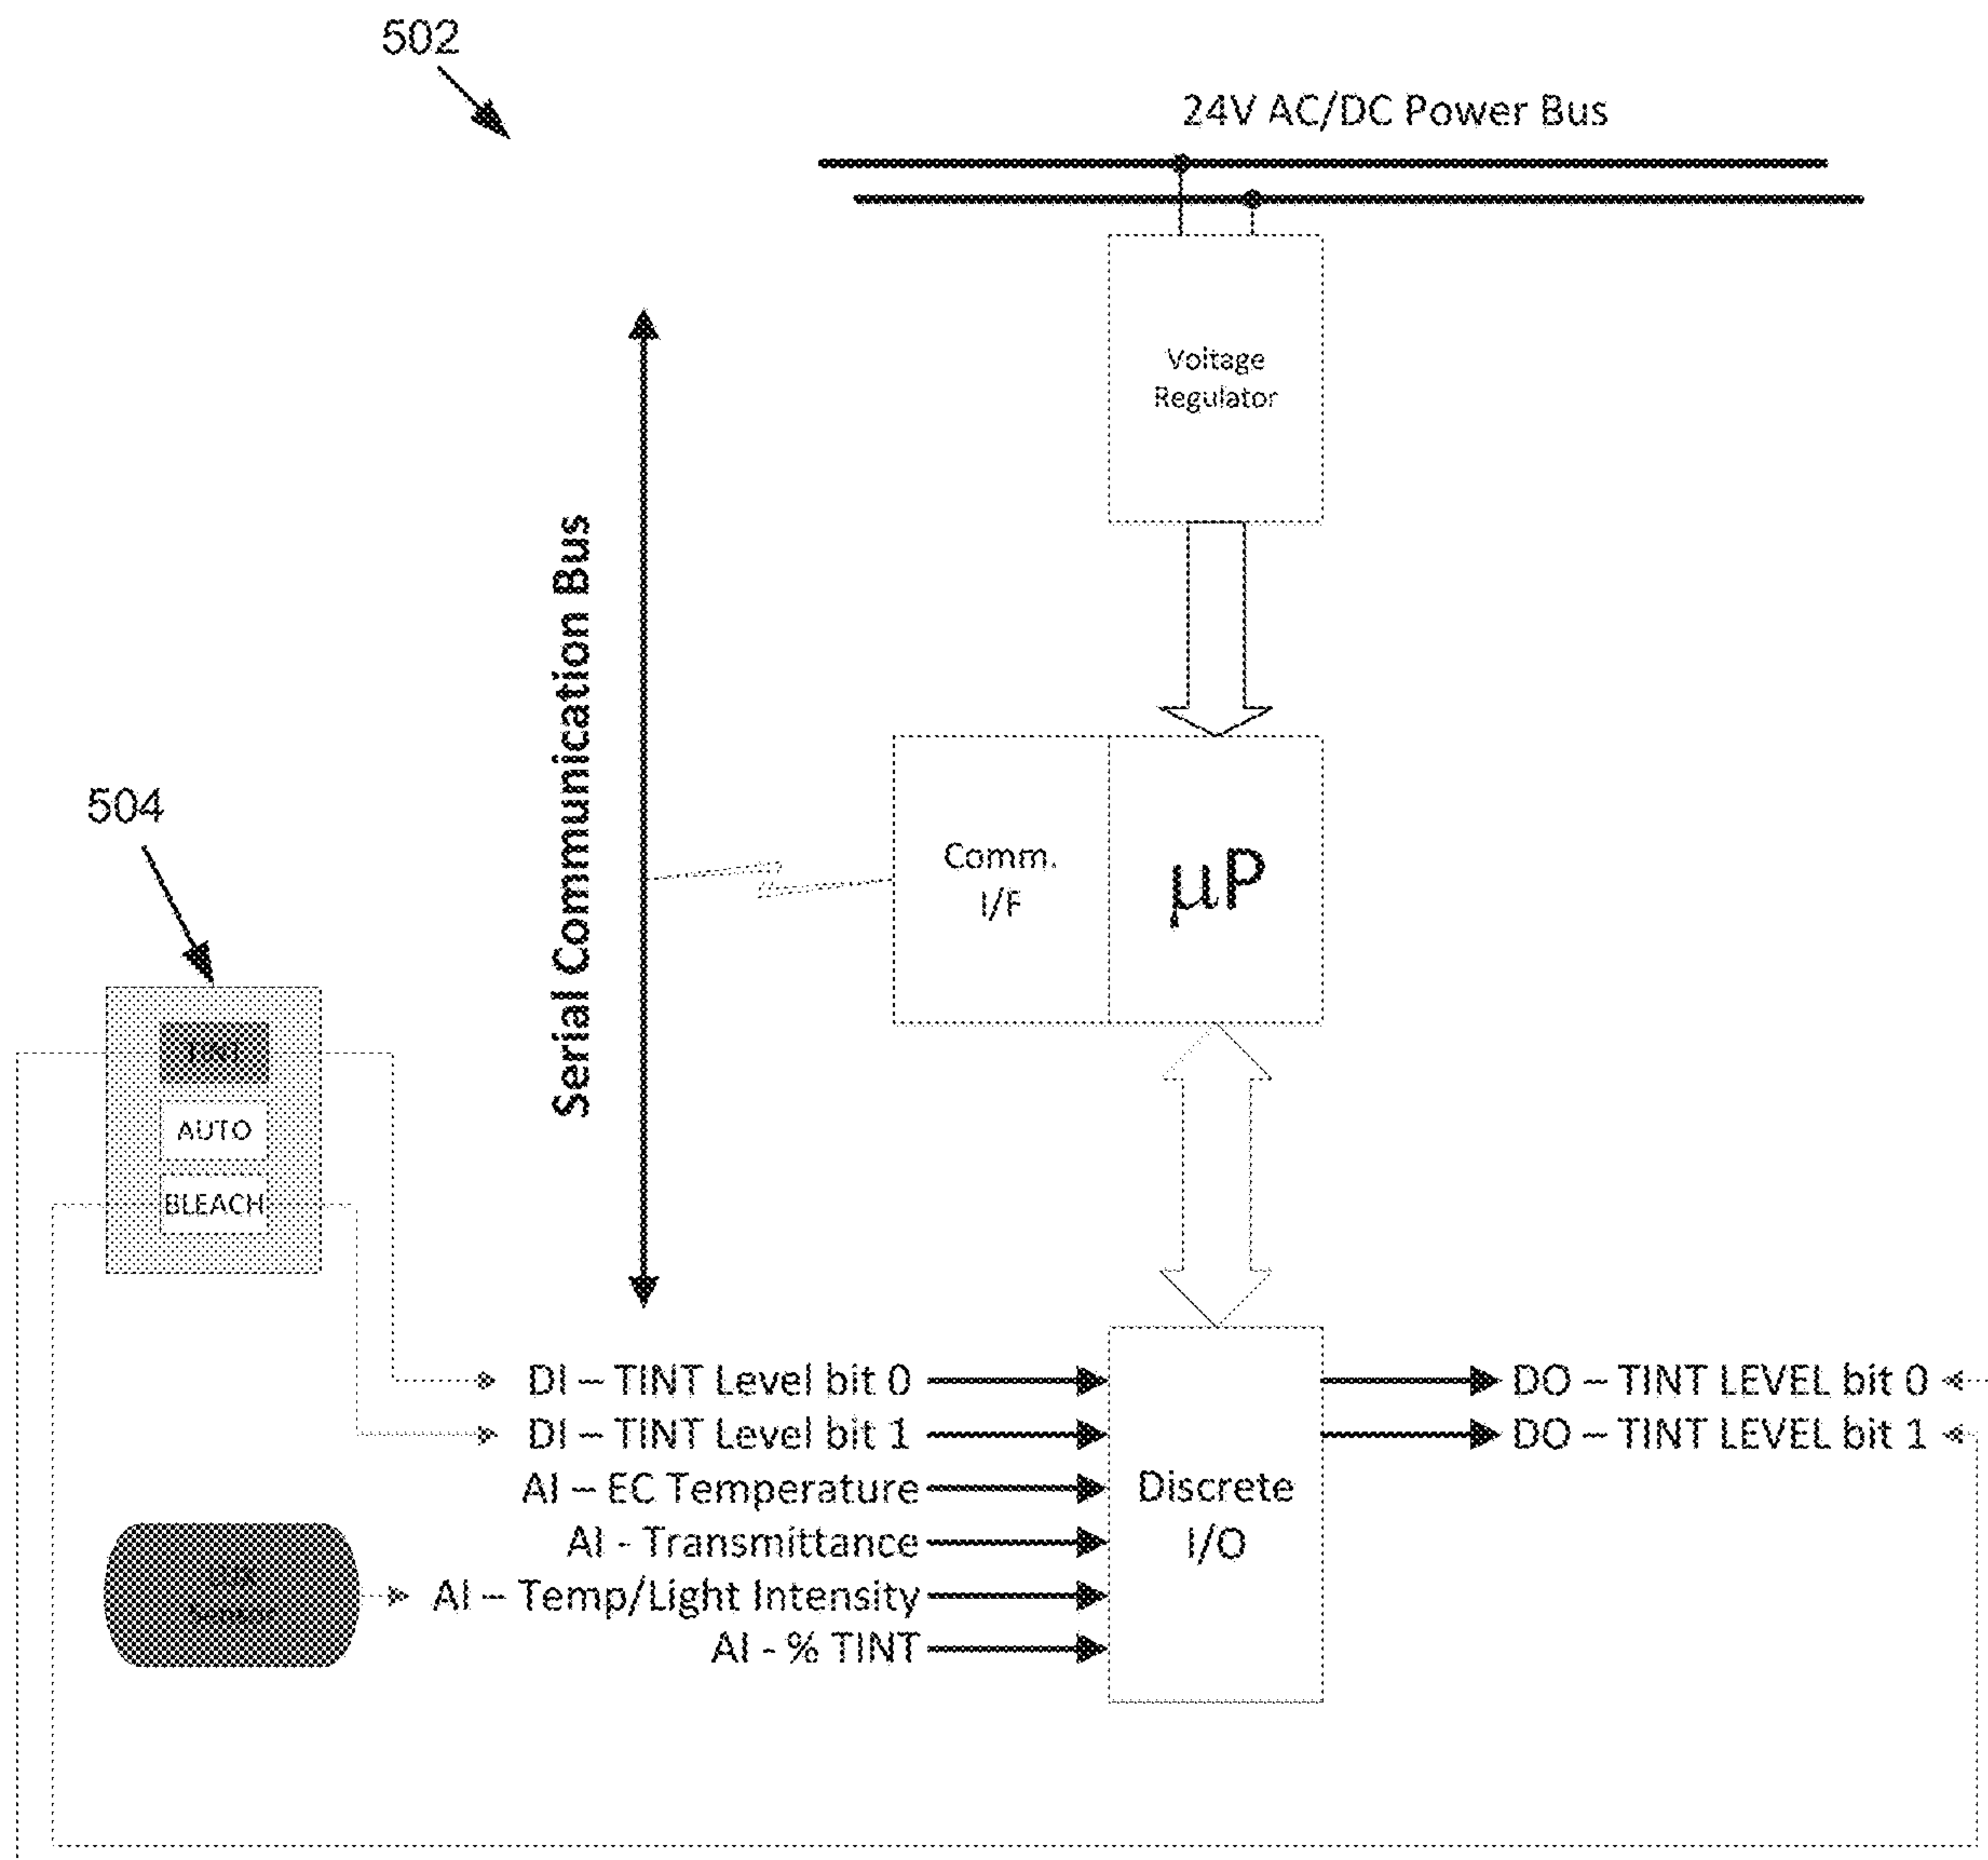 502
24V AC/DC Power Bus
Voltage
Regulator
Serial Communication Bus
504
Comm.
I/F
µP
AUTO
BLEACH
DI – TINT Level bit 0
DI – TINT Level bit 1
AI – EC Temperature
AI - Transmittance
AI – Temp/Light Intensity
AI - % TINT
Discrete
I/O
DO – TINT LEVEL bit 0
DO – TINT LEVEL bit 1